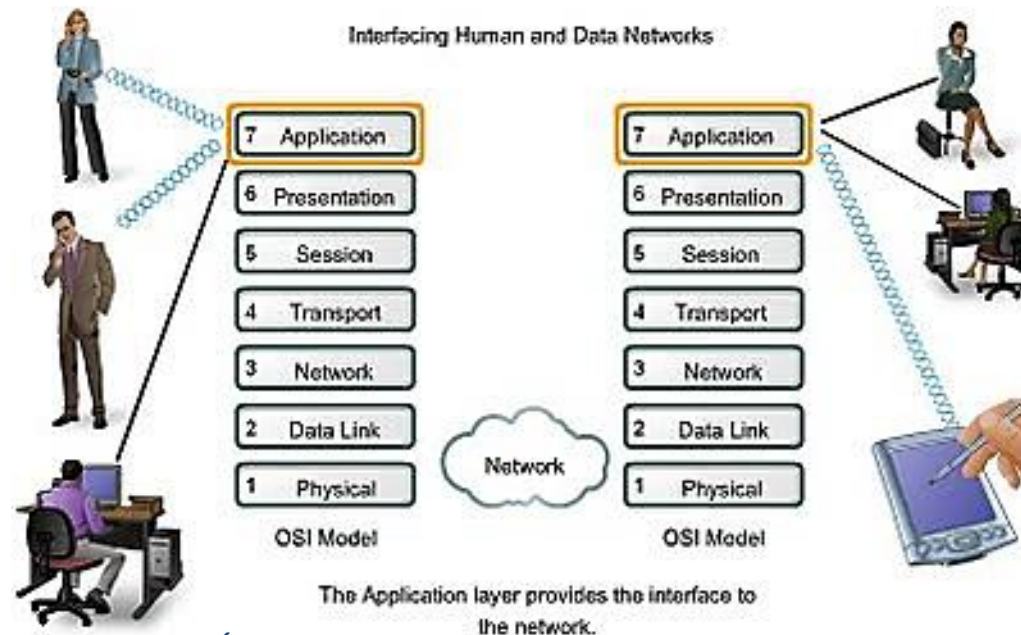 Interfacing Human and Data Networks
7 Application
6 Presentation
5 Session
4 Transport
3 Network
2 Data Link
1 Physical
OSI Model
Network
7 Application
6 Presentation
5 Session
4 Transport
3 Network
2 Data Link
1 Physical
OSI Model
The Application layer provides the interface to
the network.